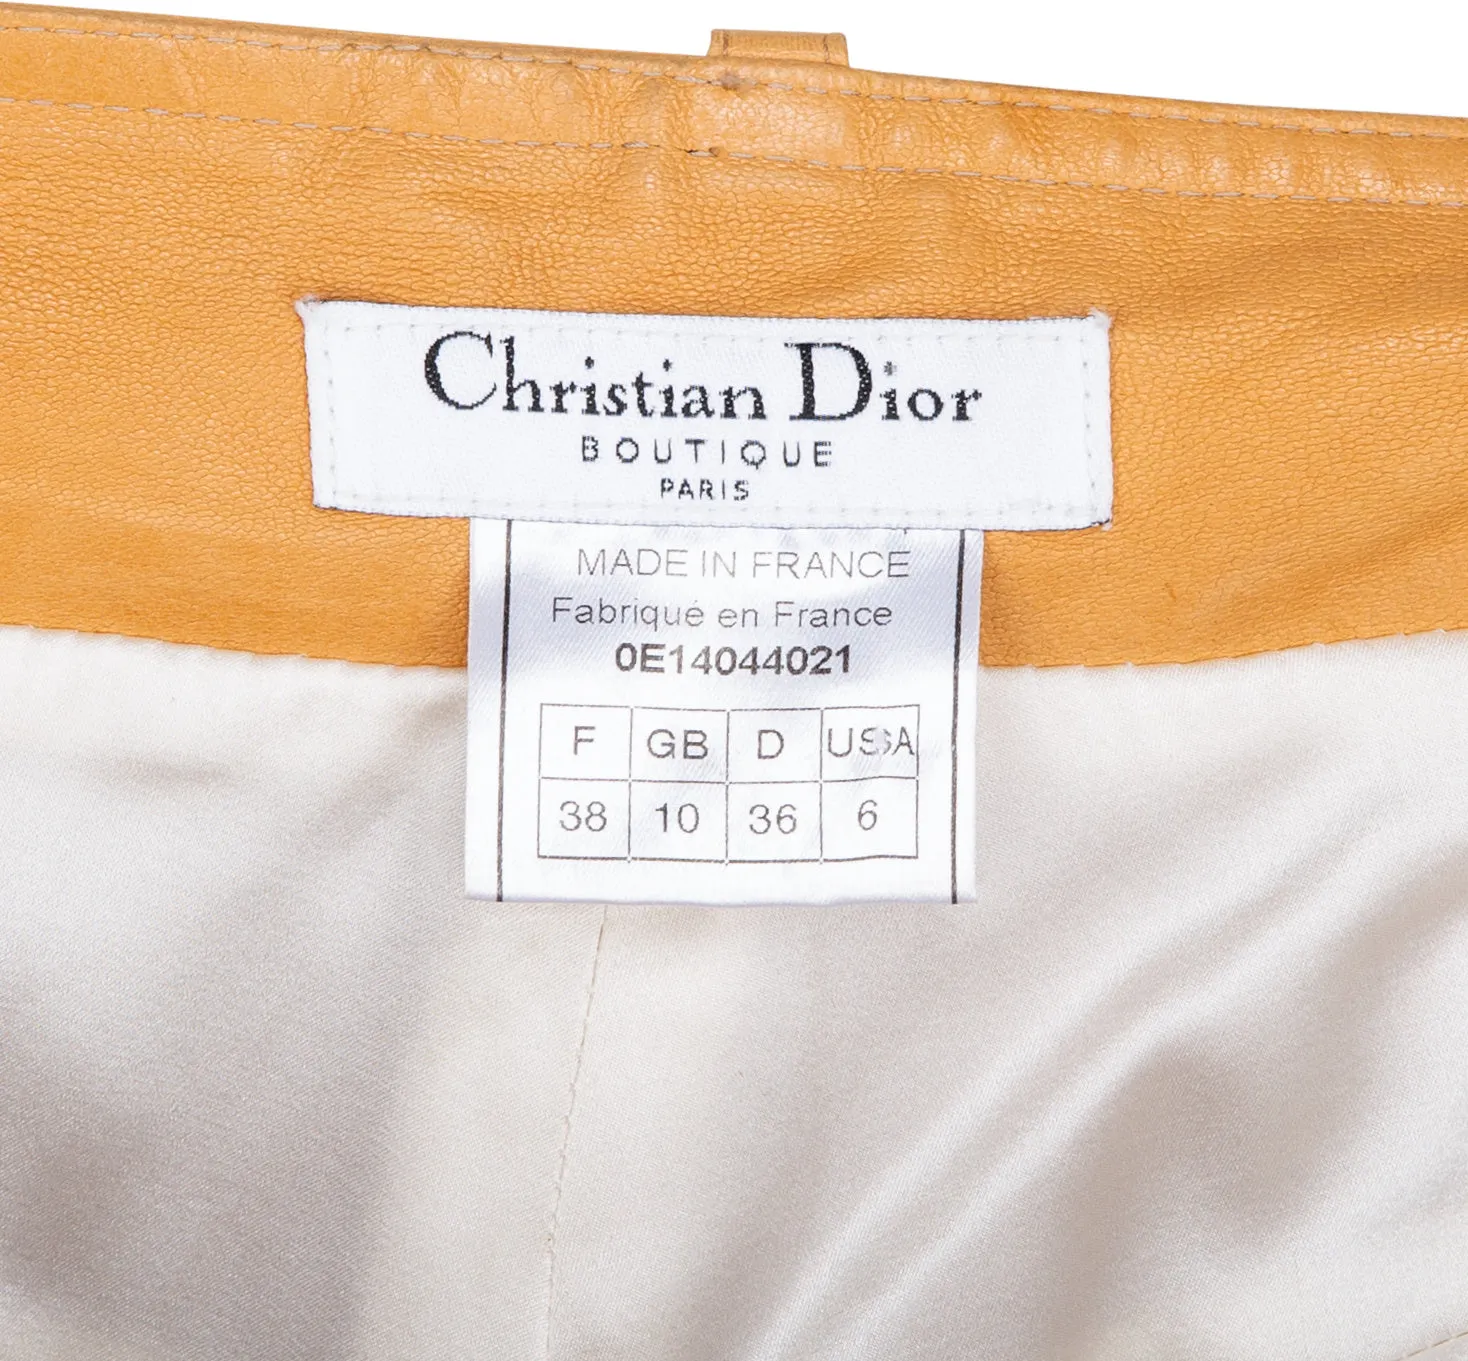 Christian Dior
BOUTIQUE
PARIS
MADE IN FRANCE
Fabriqué en France
0E14044021
F GB D USA
38 10 36 6